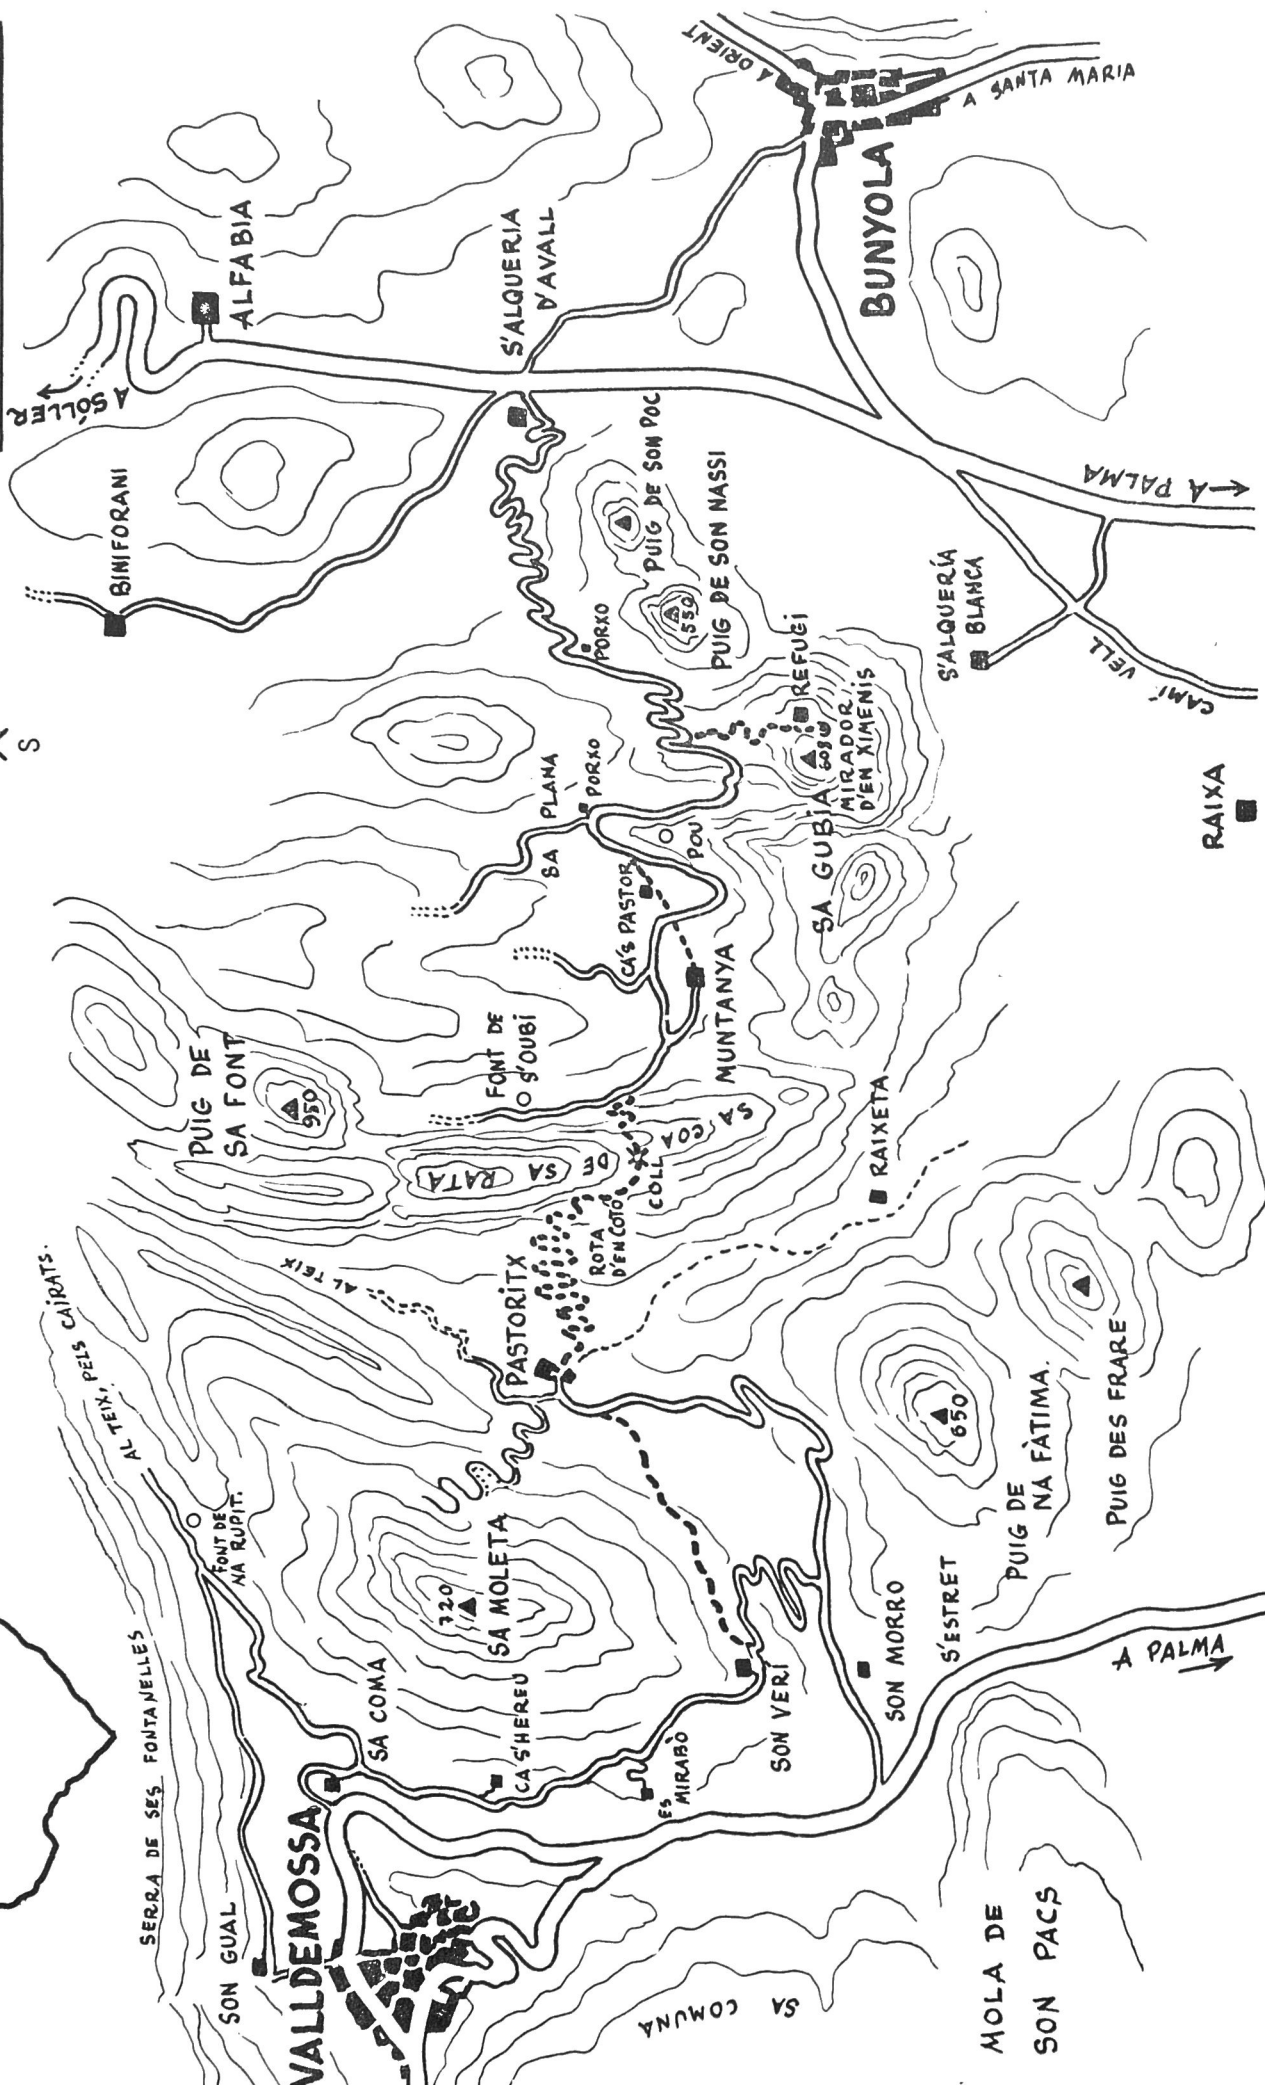 S
A SÓLLER
ALFABIA
BINIFORANI
S'ALQUERIA
D'AVALL
A ORIENT
A SANTA MARIA
BUNYOLA
A PALMA
PUIG DE SON POC
PUIG DE SON NASSI
550
PORXO
REFUGI
608
MIRADOR
D'EN XIMENIS
SA GUBIA
S'ALQUERÍA
BLANCA
CAMÍ VELL
RAIXA
SA PLANA
PORXO
POU
CA'S PASTOR
MUNTANYA
FONT DE
S'OUBÍ
PUIG DE
SA FONT
950
SA
COA
DE
SA
RATA
COLL
ROTA
D'EN COTÓ
RAIXETA
PASTORITX
AL TEIX
AL TEIX, PELS CAIRATS.
FONT DE
NA RUPIT.
SERRA DE SES FONTANELLES
720
SA MOLETA
SA COMA
CA S'HEREU
ES
MIRABÒ
SON VERÍ
SON MORRO
S'ESTRET
650
PUIG DE
NA FÀTIMA.
PUIG DES FRARE
A PALMA
SON GUAL
VALLDEMOSSA
SA COMUNA
MOLA DE
SON PACS